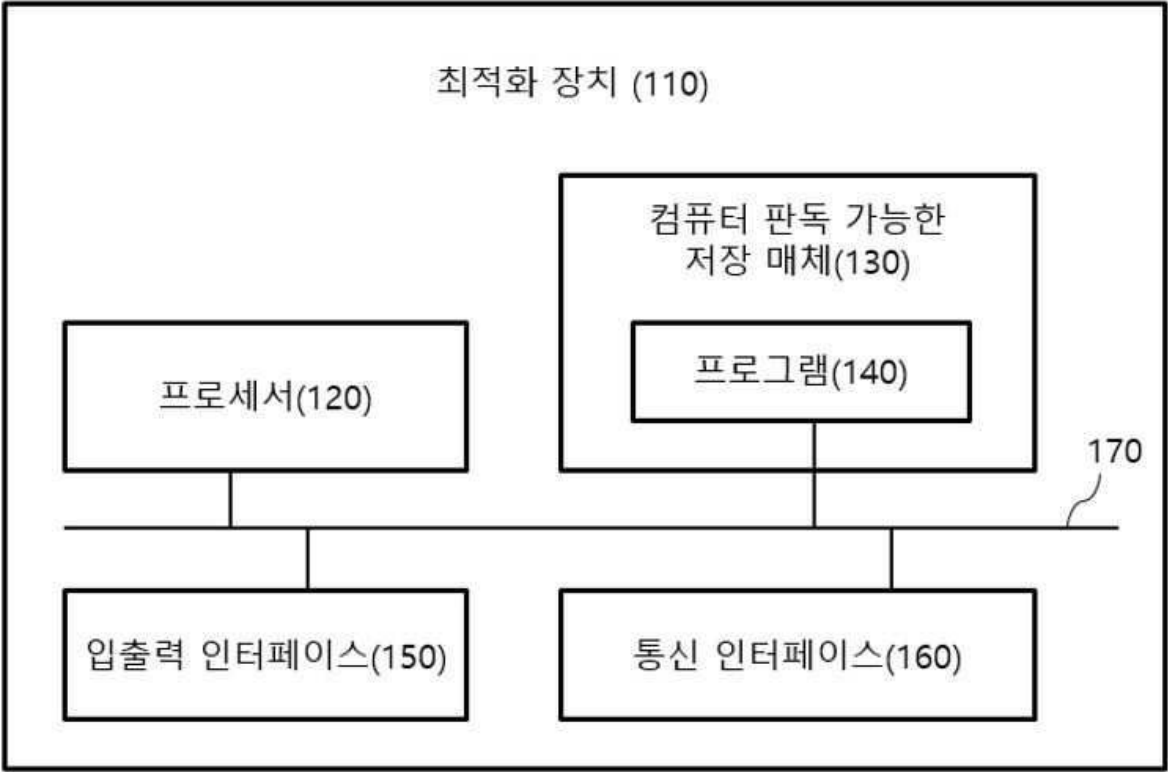 최적화 장치 (110)
컴퓨터 판독 가능한
저장 매체(130)
프로그램(140)
프로세서(120)
170
입출력 인터페이스(150)
통신 인터페이스(160)